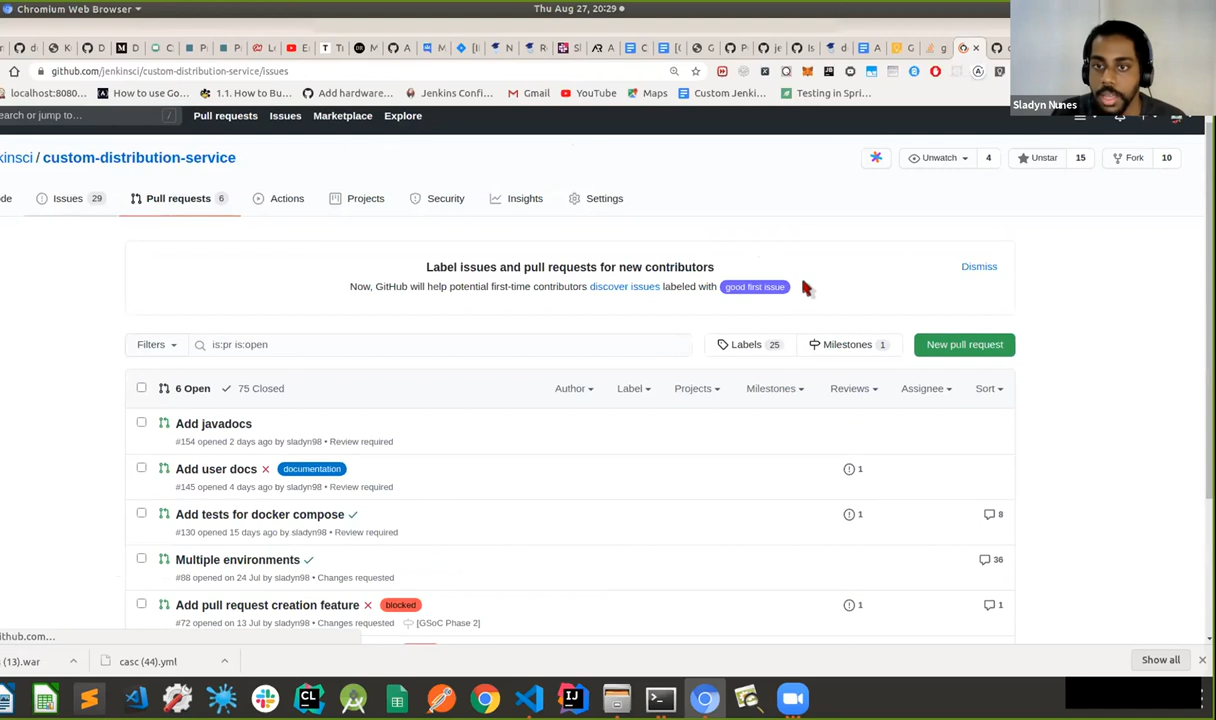 Chromium Web Browser
Thu Aug 27, 20:29
github.com/jenkinsci/custom-distribution-service/issues
localhost:8080...
How to use Go...
1.1. How to Bu...
Add hardware...
Jenkins Confi...
Gmail
YouTube
Maps
Custom Jenki...
Testing in Spri...
Sladyn Nunes
earch or jump to...
/
Pull requests
Issues
Marketplace
Explore
kinsci / custom-distribution-service
Unwatch
4
Unstar
15
Fork
10
de
Issues 29
Pull requests 6
Actions
Projects
Security
Insights
Settings
Label issues and pull requests for new contributors
Dismiss
Now, GitHub will help potential first-time contributors discover issues labeled with good first issue
Filters
is:pr is:open
Labels 25
Milestones 1
New pull request
6 Open
75 Closed
Author
Label
Projects
Milestones
Reviews
Assignee
Sort
Add javadocs
#154 opened 2 days ago by sladyn98 • Review required
Add user docs
documentation
1
#145 opened 4 days ago by sladyn98 • Review required
Add tests for docker compose
1
8
#130 opened 15 days ago by sladyn98 • Review required
Multiple environments
36
#88 opened on 24 Jul by sladyn98 • Changes requested
Add pull request creation feature
blocked
1
1
#72 opened on 13 Jul by sladyn98 • Changes requested
[GSoC Phase 2]
ithub.com...
(13).war
casc (44).yml
Show all